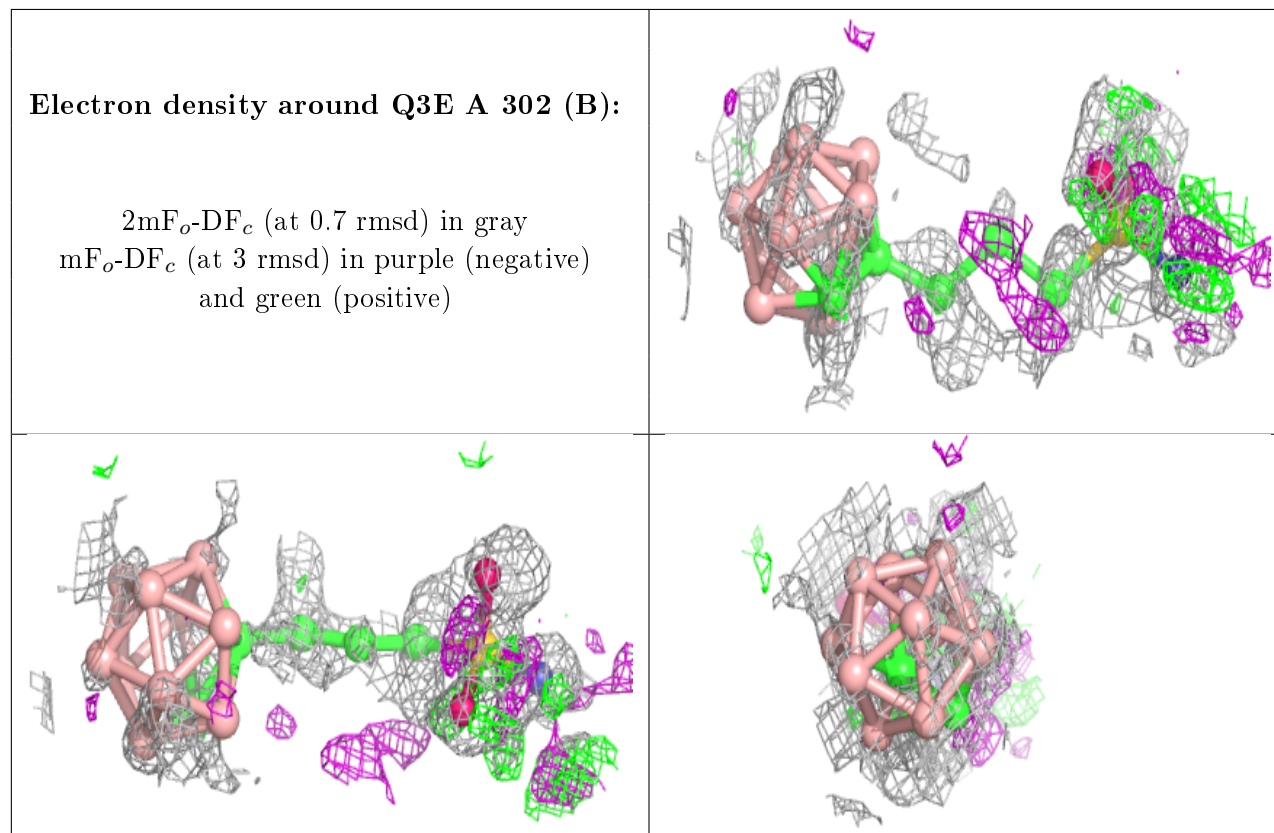 Electron density around Q3E A 302 (B):
2mFₒ-DF𝒸 (at 0.7 rmsd) in gray
mFₒ-DF𝒸 (at 3 rmsd) in purple (negative)
and green (positive)